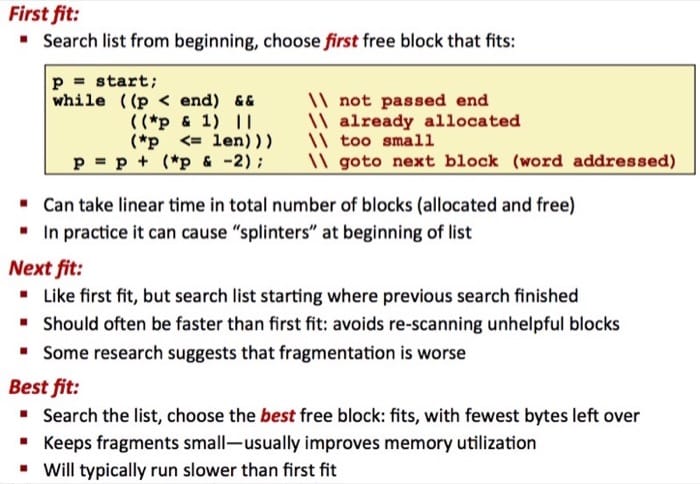 First fit:
▪ Search list from beginning, choose first free block that fits:
p = start;
while ((p < end) && \\ not passed end
((*p & 1) || \\ already allocated
(*p <= len))) \\ too small
p = p + (*p & -2); \\ goto next block (word addressed)
▪ Can take linear time in total number of blocks (allocated and free)
▪ In practice it can cause “splinters” at beginning of list
Next fit:
▪ Like first fit, but search list starting where previous search finished
▪ Should often be faster than first fit: avoids re-scanning unhelpful blocks
▪ Some research suggests that fragmentation is worse
Best fit:
▪ Search the list, choose the best free block: fits, with fewest bytes left over
▪ Keeps fragments small—usually improves memory utilization
▪ Will typically run slower than first fit